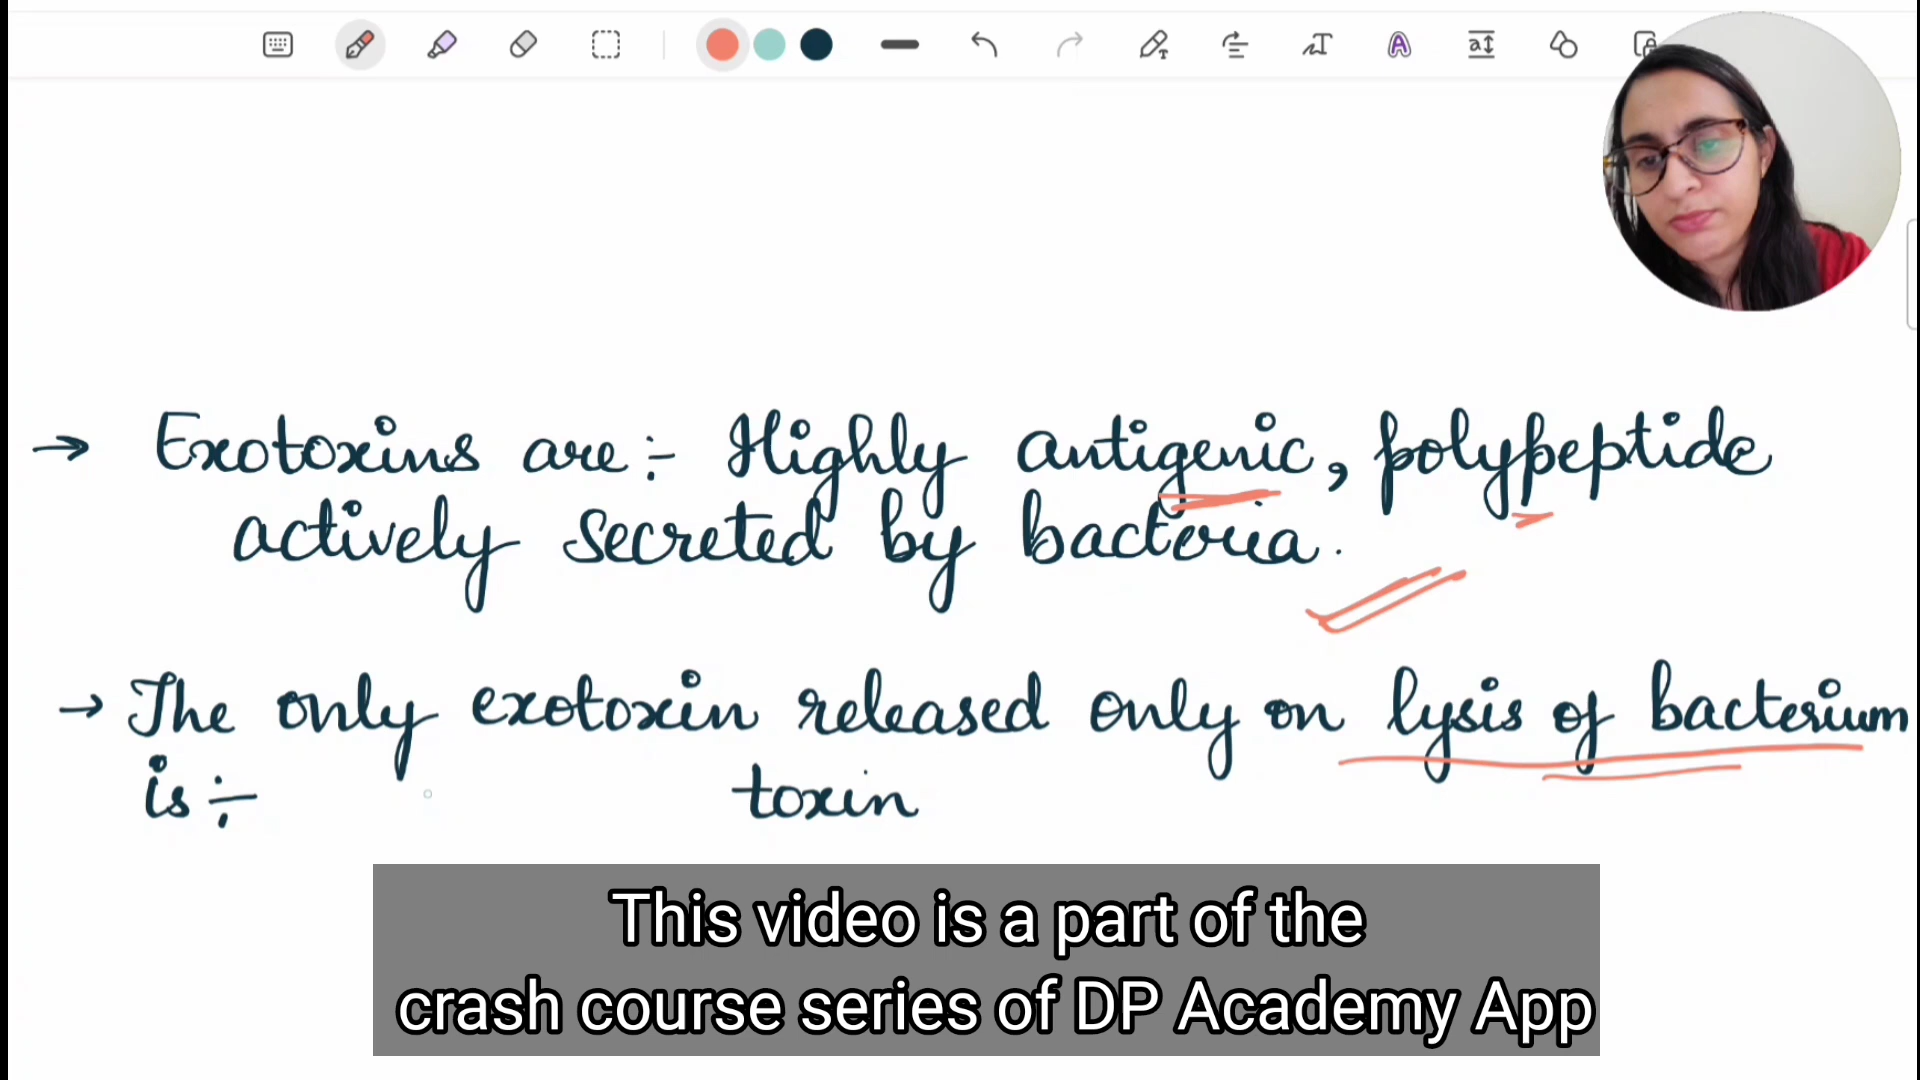 → Exotoxins are :- Highly antigenic, polypeptide
actively secreted by bacteria.
→ The only exotoxin released only on lysis of bacterium
is :- toxin
This video is a part of the
crash course series of DP Academy App